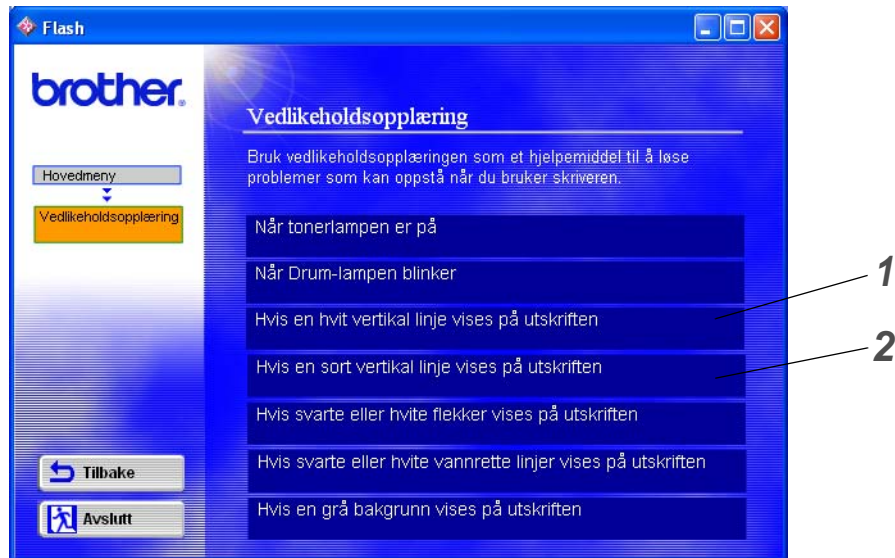 Flash
brother.
Hovedmeny
Vedlikeholdsopplæring
Tilbake
Avslutt
Vedlikeholdsopplæring
Bruk vedlikeholdsopplæringen som et hjelpemiddel til å løse
problemer som kan oppstå når du bruker skriveren.
Når tonerlampen er på
Når Drum-lampen blinker
Hvis en hvit vertikal linje vises på utskriften
Hvis en sort vertikal linje vises på utskriften
Hvis svarte eller hvite flekker vises på utskriften
Hvis svarte eller hvite vannrette linjer vises på utskriften
Hvis en grå bakgrunn vises på utskriften
1
2